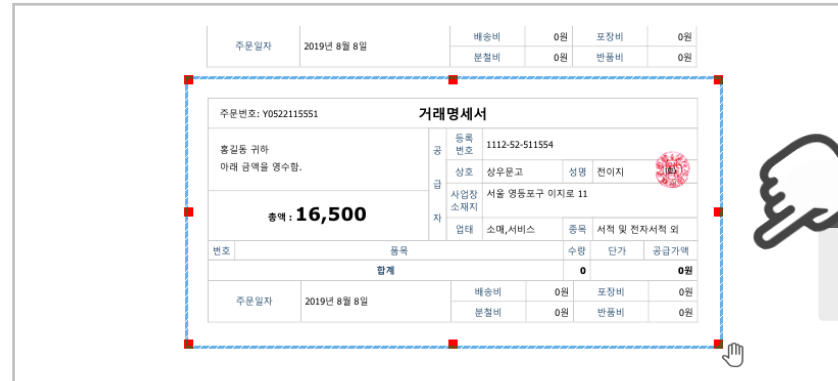 주문일자 2019년 8월 8일 배송비 0원 포장비 0원
분철비 0원 반품비 0원
주문번호: Y0522115551 거래명세서
홍길동 귀하
아래 금액을 영수함.
총액 : 16,500
공급자
등록번호 1112-52-511554
상호 상우문고 성명 전이지
사업장소재지 서울 영등포구 이지로 11
업태 소매,서비스 종목 서적 및 전자서적 외
번호 품목 수량 단가 공급가액
합계 0 0원
주문일자 2019년 8월 8일 배송비 0원 포장비 0원
분철비 0원 반품비 0원